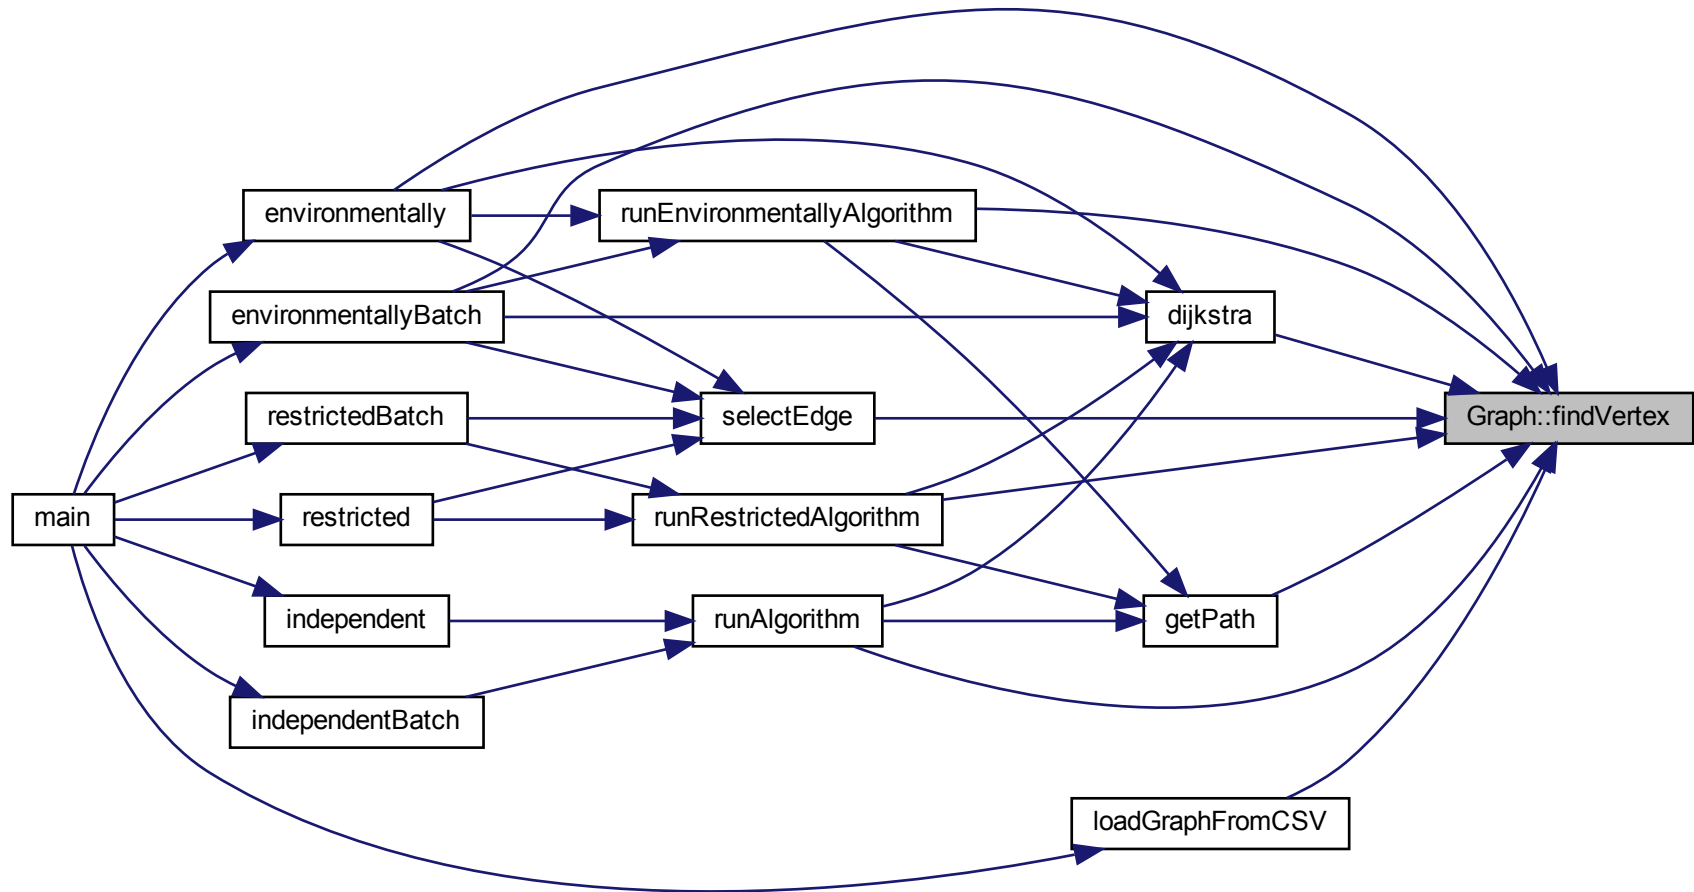 environmentally
runEnvironmentallyAlgorithm
environmentallyBatch
dijkstra
restrictedBatch
selectEdge
Graph::findVertex
main
restricted
runRestrictedAlgorithm
independent
runAlgorithm
getPath
independentBatch
loadGraphFromCSV